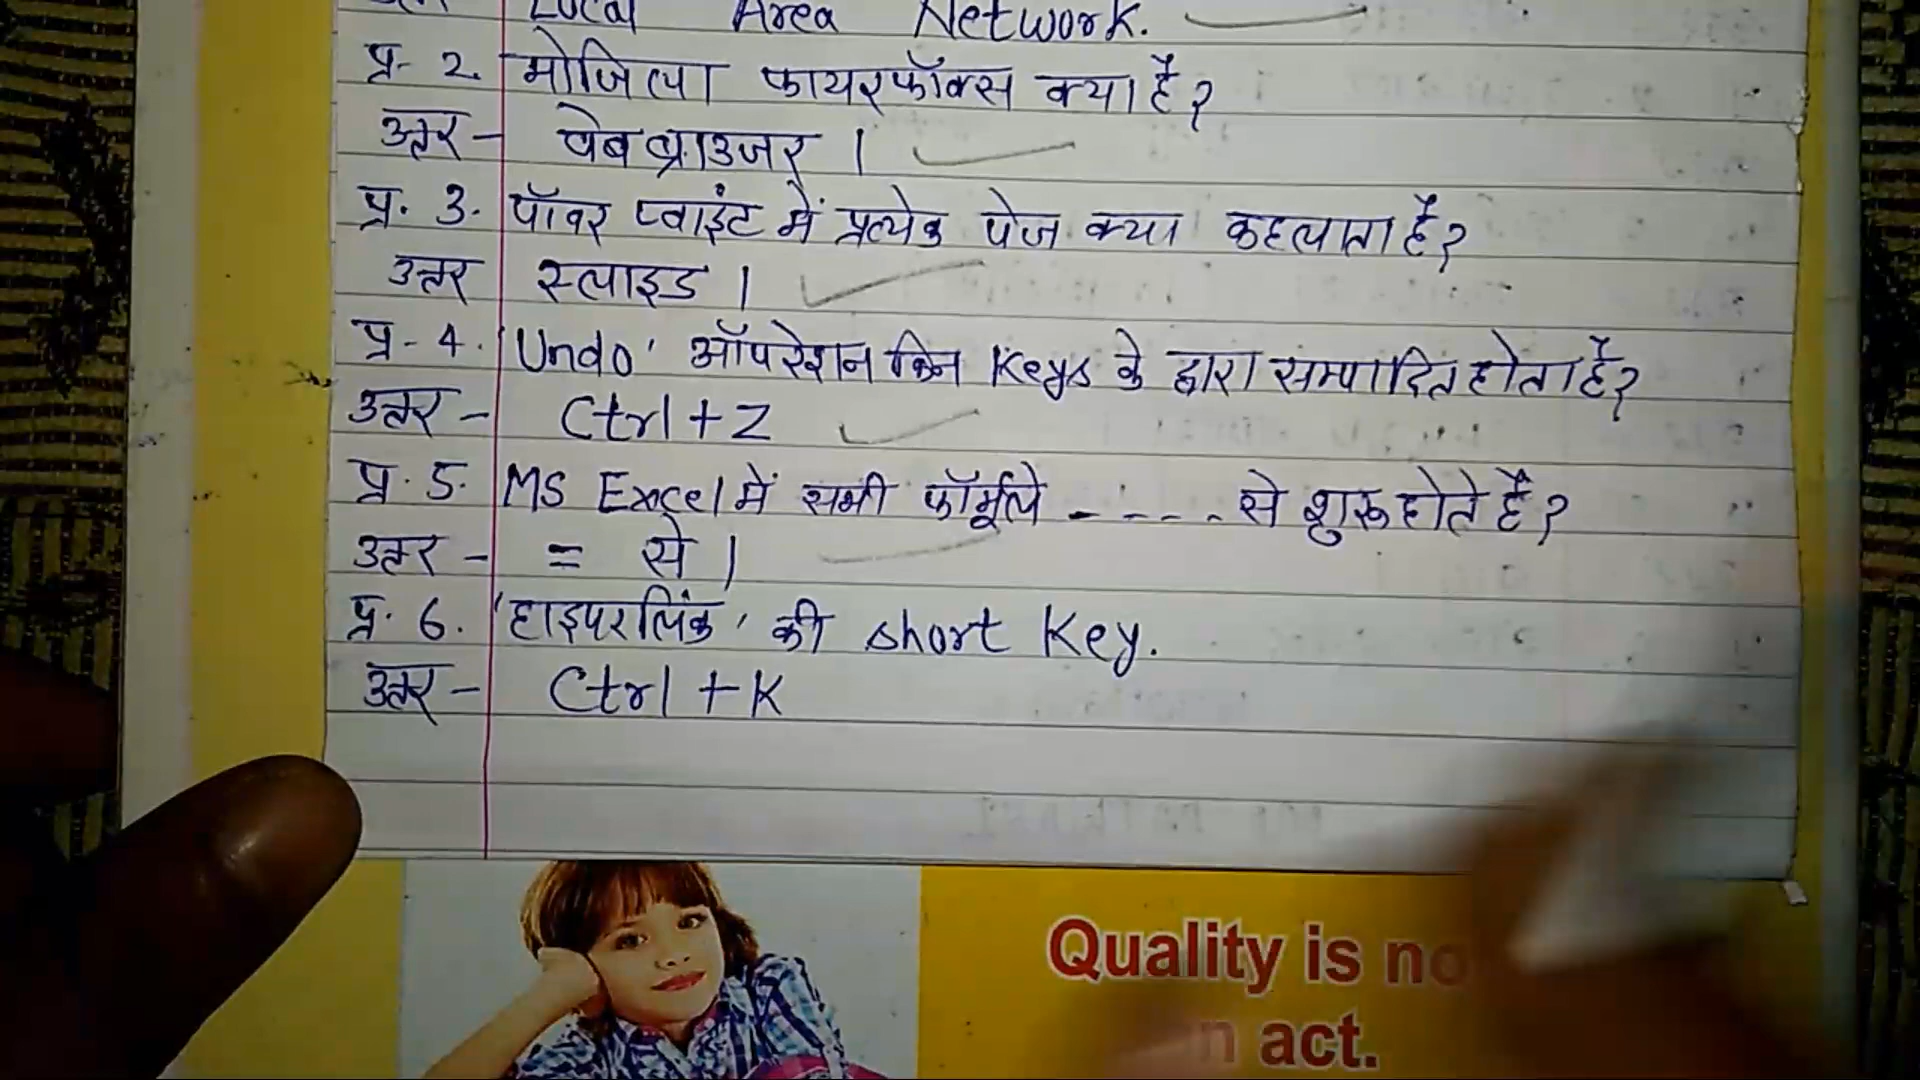 उत्तर Local Area Network.
प्र- 2. मोजिला फायरफॉक्स क्या है?
उत्तर - वेब ब्राउजर ।
प्र. 3. पॉवर प्वाइंट में प्रत्येक पेज क्या कहलाता है?
उत्तर स्लाइड ।
प्र- 4. 'Undo' ऑपरेशन किन Keys के द्वारा सम्पादित होता है?
उत्तर - Ctrl + Z
प्र. 5. MS Excel में सभी फॉर्मूले - - - - - से शुरू होते है?
उत्तर - = से ।
प्र. 6. 'हाइपरलिंक' की short Key.
उत्तर - Ctrl + K
Quality is no
n act.